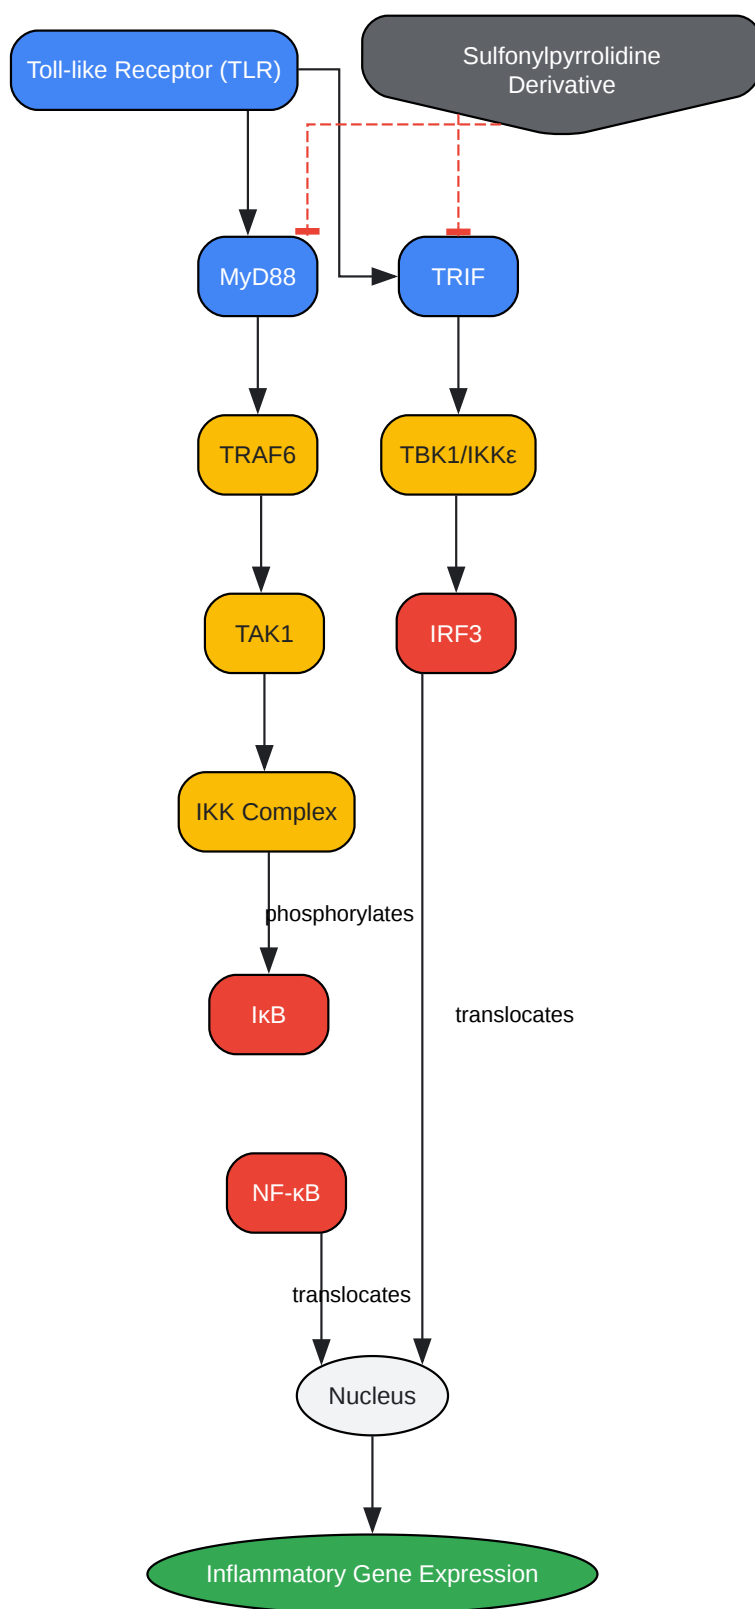 Toll-like Receptor (TLR)
Sulfonylpyrrolidine
Derivative
MyD88
TRIF
TRAF6
TBK1/IKKε
TAK1
IRF3
IKK Complex
phosphorylates
IκB
translocates
NF-κB
translocates
Nucleus
Inflammatory Gene Expression